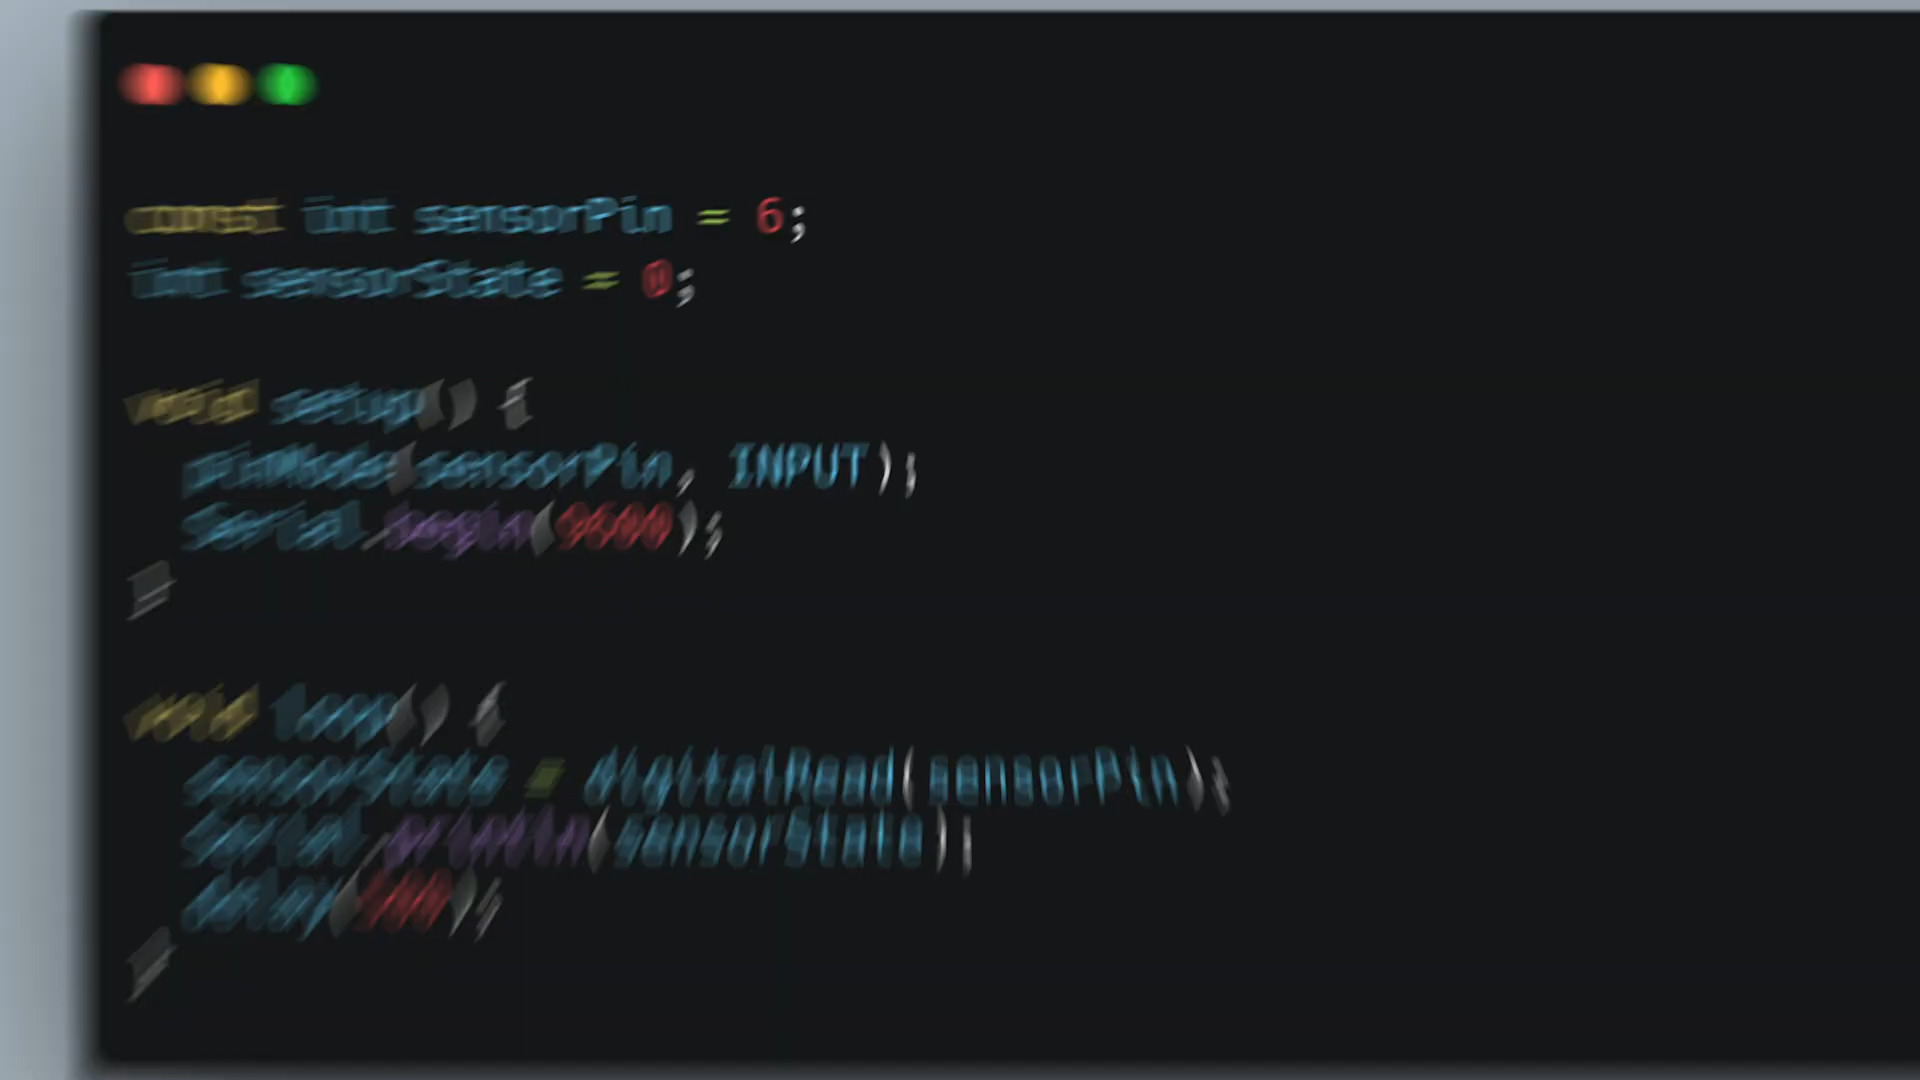 const int sensorPin = 6;
int sensorState = 0;
void setup() {
pinMode(sensorPin, INPUT);
Serial.begin(9600);
}
void loop() {
sensorState = digitalRead(sensorPin);
Serial.println(sensorState);
delay();
}